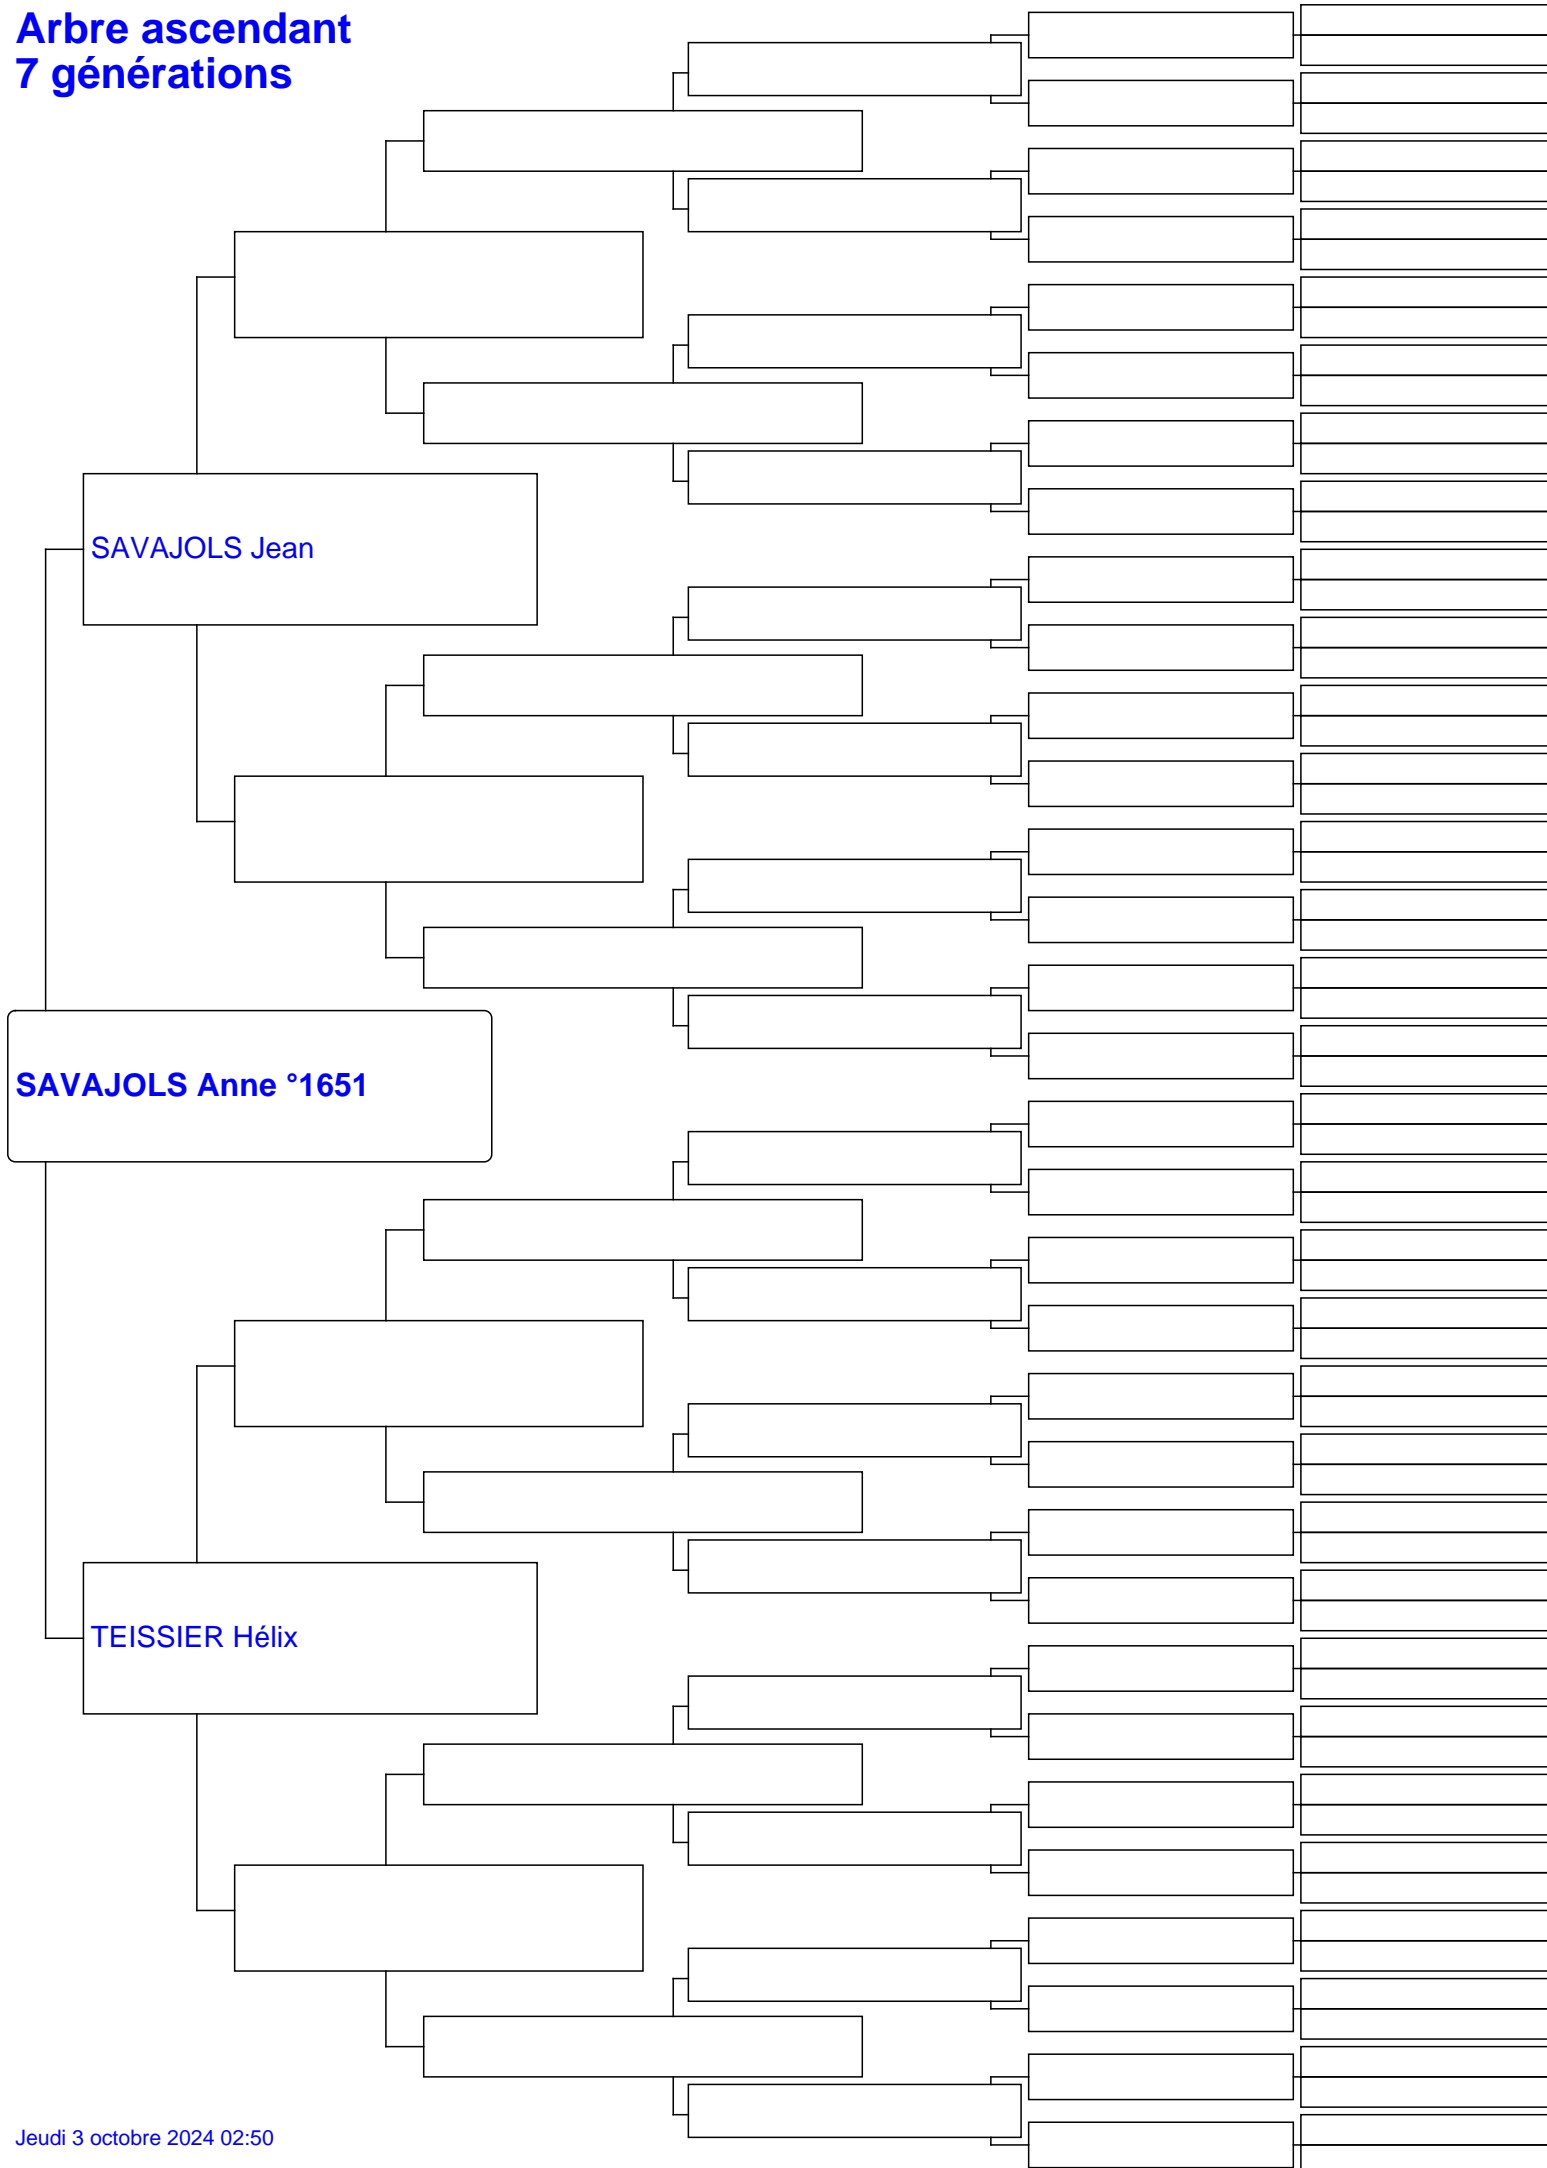 Arbre ascendant
7 générations
SAVAJOLS Jean
SAVAJOLS Anne °1651
TEISSIER Hélix
Jeudi 3 octobre 2024 02:50